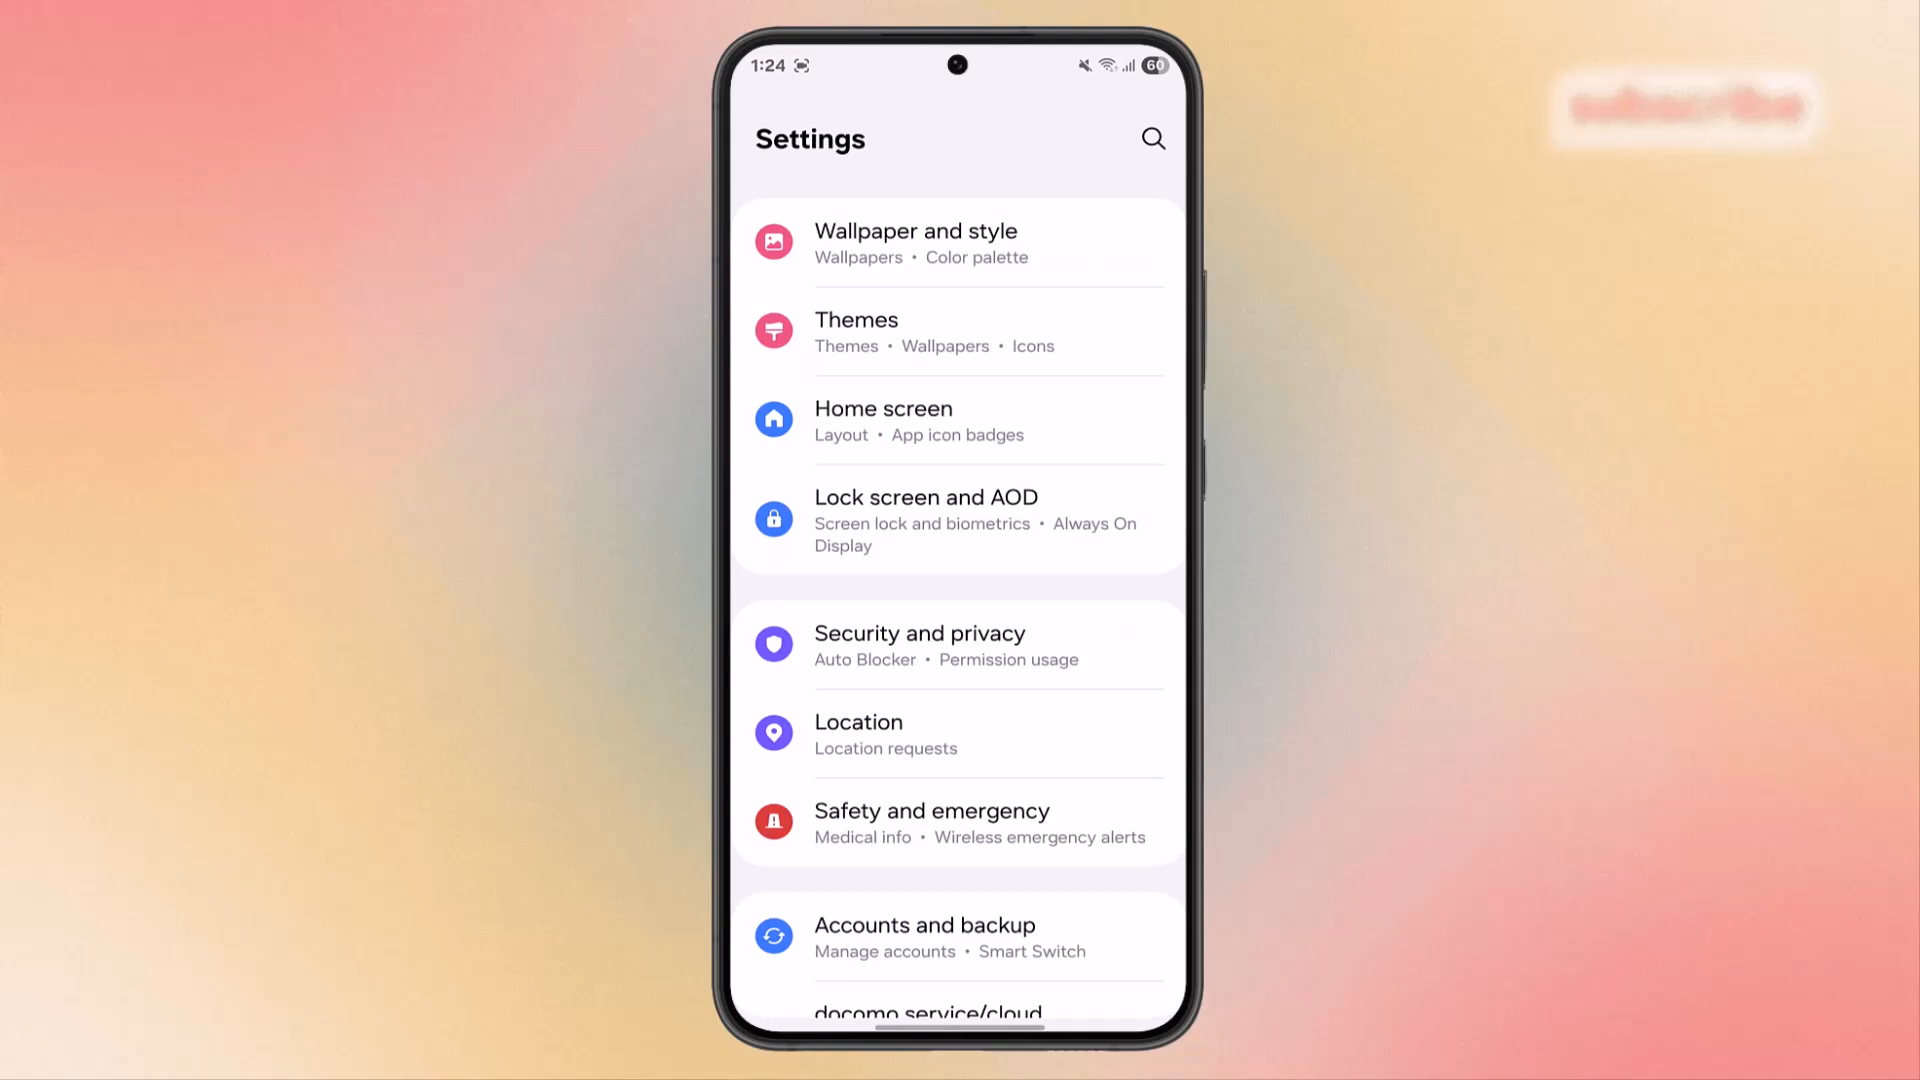 1:24
60
Settings
Wallpaper and style
Wallpapers • Color palette
Themes
Themes • Wallpapers • Icons
Home screen
Layout • App icon badges
Lock screen and AOD
Screen lock and biometrics • Always On
Display
Security and privacy
Auto Blocker • Permission usage
Location
Location requests
Safety and emergency
Medical info • Wireless emergency alerts
Accounts and backup
Manage accounts • Smart Switch
docomo service/cloud
subscribe